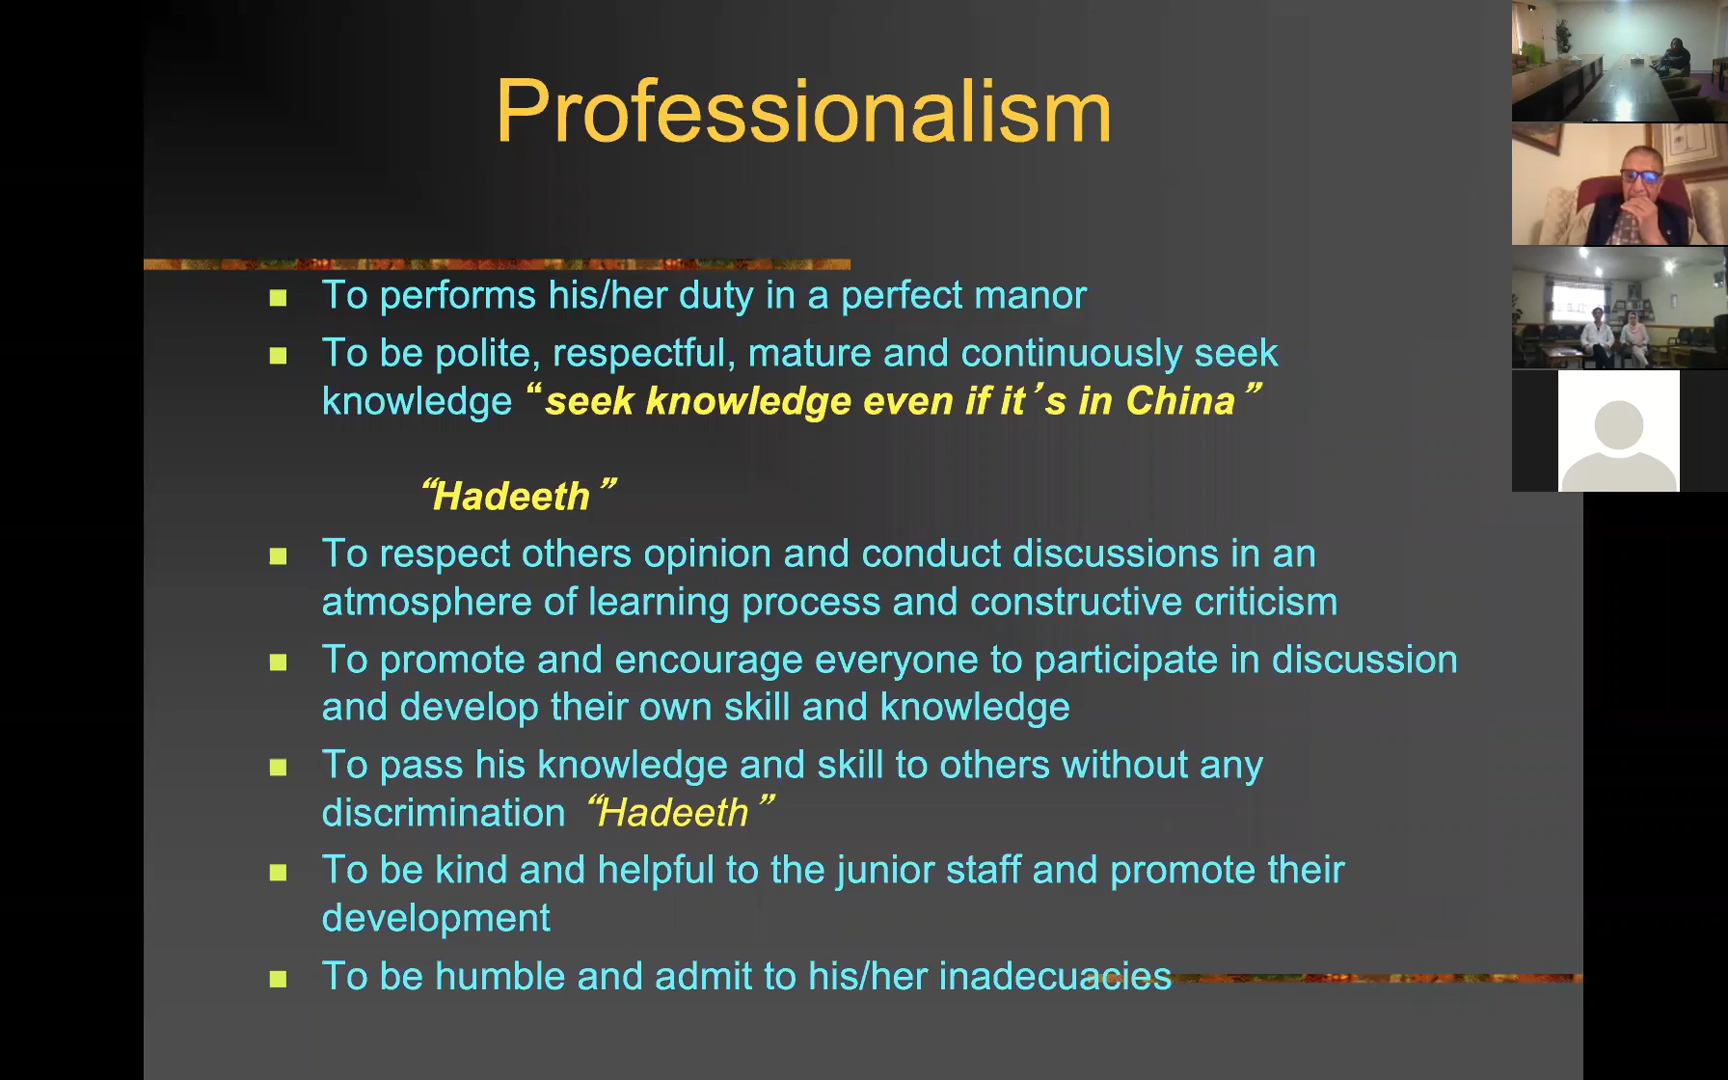 Professionalism
To performs his/her duty in a perfect manor
To be polite, respectful, mature and continuously seek
knowledge “seek knowledge even if it’s in China”
“Hadeeth”
To respect others opinion and conduct discussions in an
atmosphere of learning process and constructive criticism
To promote and encourage everyone to participate in discussion
and develop their own skill and knowledge
To pass his knowledge and skill to others without any
discrimination “Hadeeth”
To be kind and helpful to the junior staff and promote their
development
To be humble and admit to his/her inadecuacies